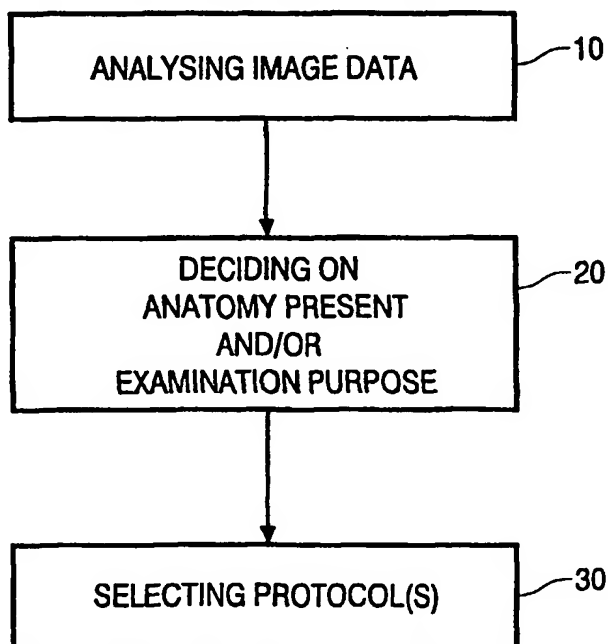 ANALYSING IMAGE DATA
10
DECIDING ON
ANATOMY PRESENT
AND/OR
EXAMINATION PURPOSE
20
SELECTING PROTOCOL(S)
30